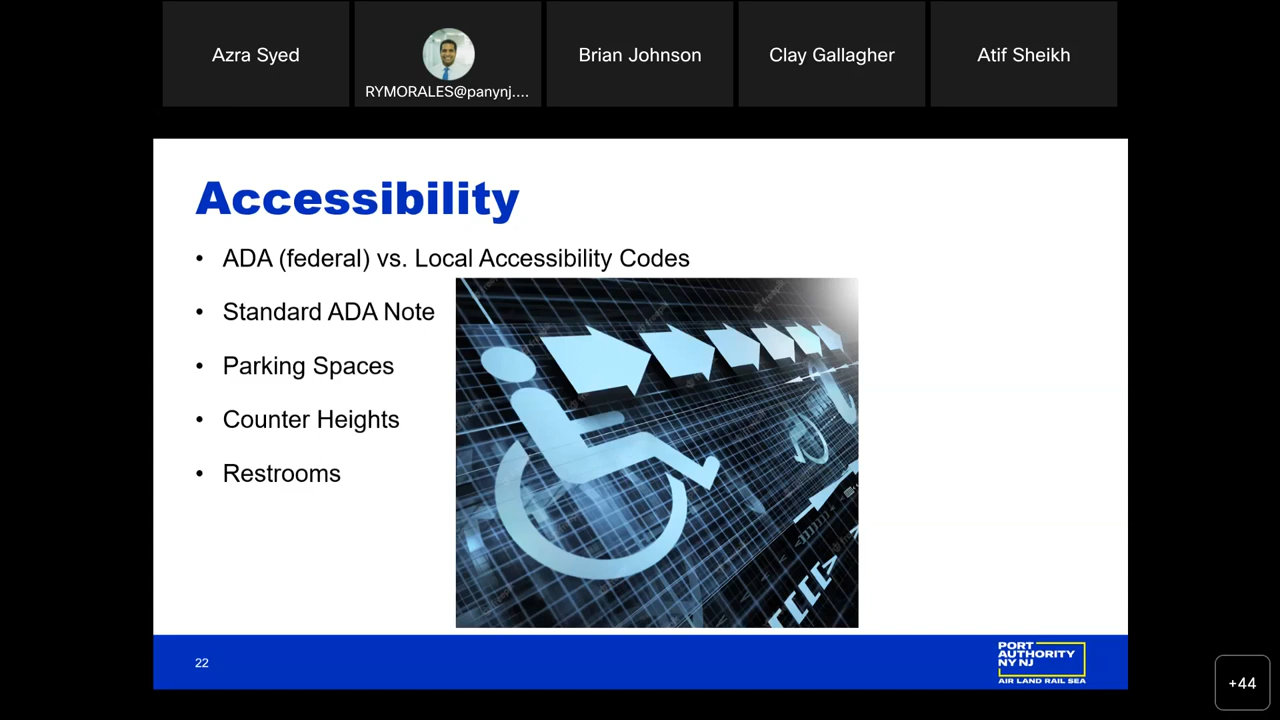 Azra Syed
RYMORALES@panynj....
Brian Johnson
Clay Gallagher
Atif Sheikh
Accessibility
• ADA (federal) vs. Local Accessibility Codes
• Standard ADA Note
• Parking Spaces
• Counter Heights
• Restrooms
22
PORT
AUTHORITY
NY NJ
AIR LAND RAIL SEA
+44